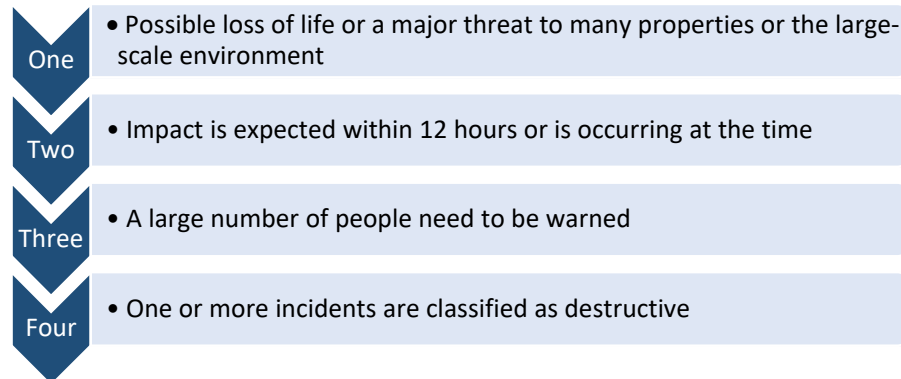 One
• Possible loss of life or a major threat to many properties or the large-
scale environment
Two
• Impact is expected within 12 hours or is occurring at the time
Three
• A large number of people need to be warned
Four
• One or more incidents are classified as destructive